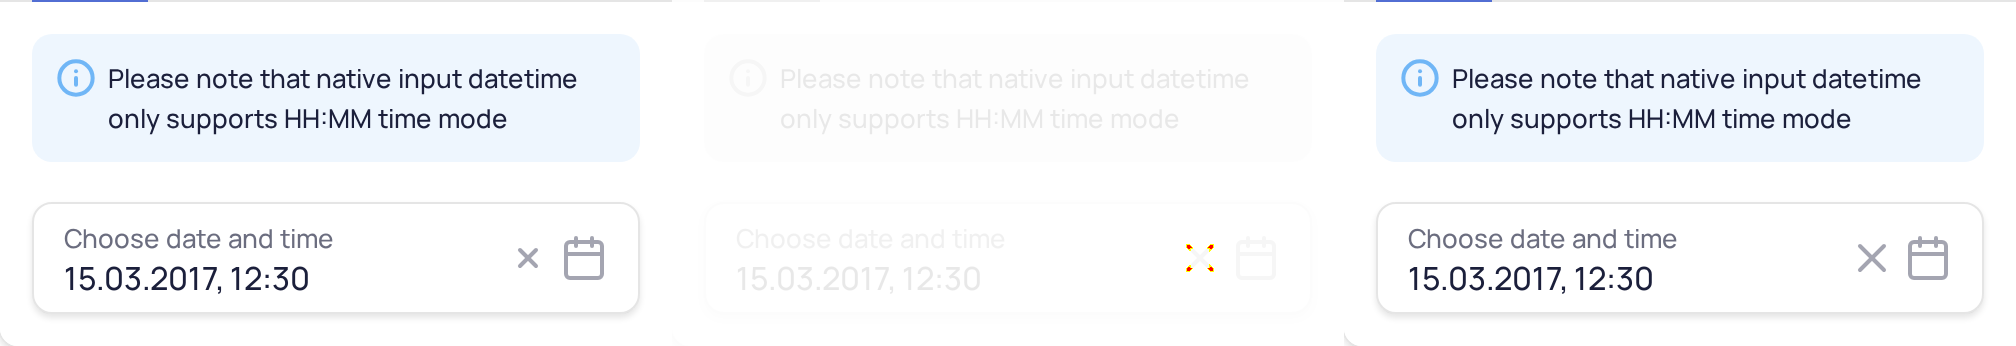 Please note that native input datetime
only supports HH:MM time mode
Choose date and time
15.03.2017, 12:30
Please note that native input datetime
only supports HH:MM time mode
Choose date and time
15.03.2017, 12:30
Please note that native input datetime
only supports HH:MM time mode
Choose date and time
15.03.2017, 12:30